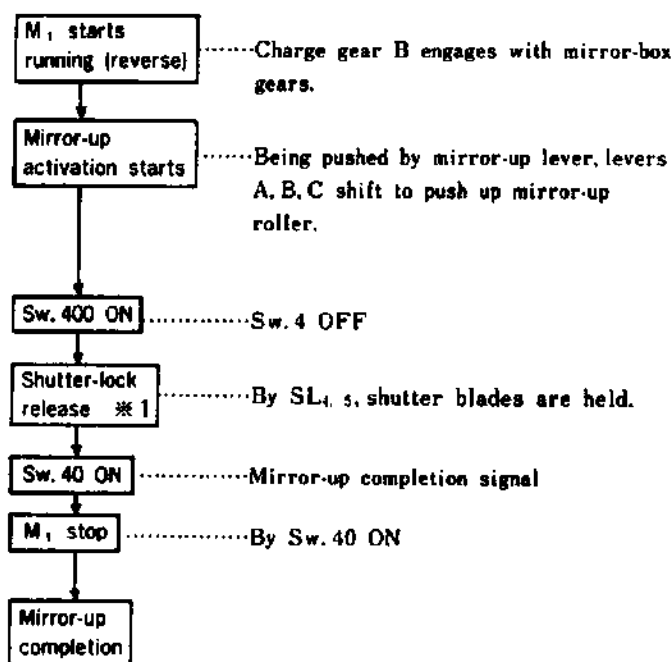 M₁ starts
running (reverse)
Charge gear B engages with mirror-box
gears.
Mirror-up
activation starts
Being pushed by mirror-up lever, levers
A, B, C shift to push up mirror-up
roller.
Sw. 400 ON
Sw. 4 OFF
Shutter-lock
release ※1
By SL₄, ₅, shutter blades are held.
Sw. 40 ON
Mirror-up completion signal
M₁ stop
By Sw. 40 ON
Mirror-up
completion